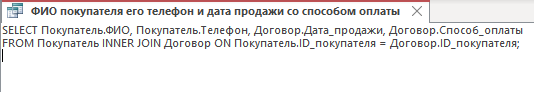 ФИО покупателя его телефон и дата продажи со способом оплаты
SELECT Покупатель.ФИО, Покупатель.Телефон, Договор.Дата_продажи, Договор.Способ_оплаты
FROM Покупатель INNER JOIN Договор ON Покупатель.ID_покупателя = Договор.ID_покупателя;